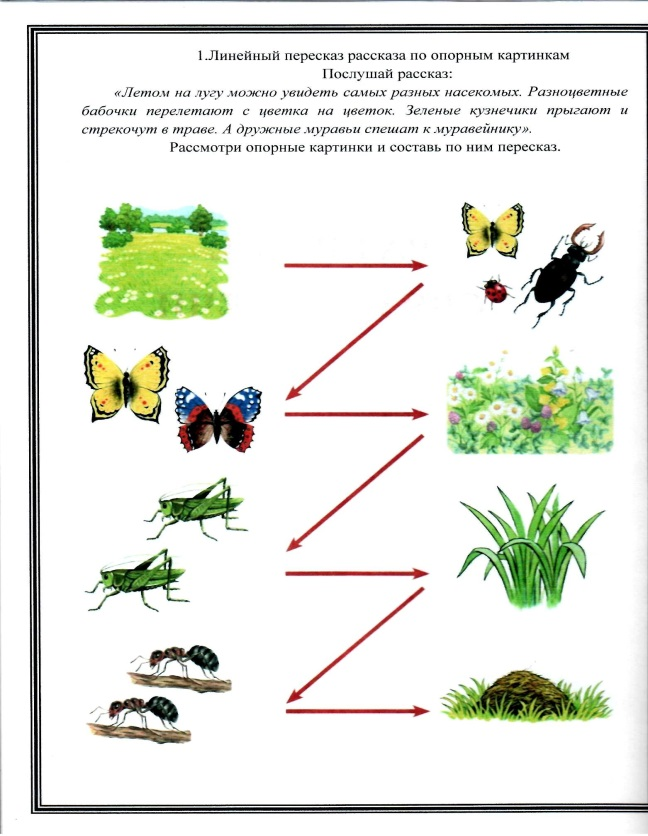 1.Линейный пересказ рассказа по опорным картинкам
Послушай рассказ:
«Летом на лугу можно увидеть самых разных насекомых. Разноцветные
бабочки перелетают с цветка на цветок. Зеленые кузнечики прыгают и
стрекочут в траве. А дружные муравьи спешат к муравейнику».
Рассмотри опорные картинки и составь по ним пересказ.